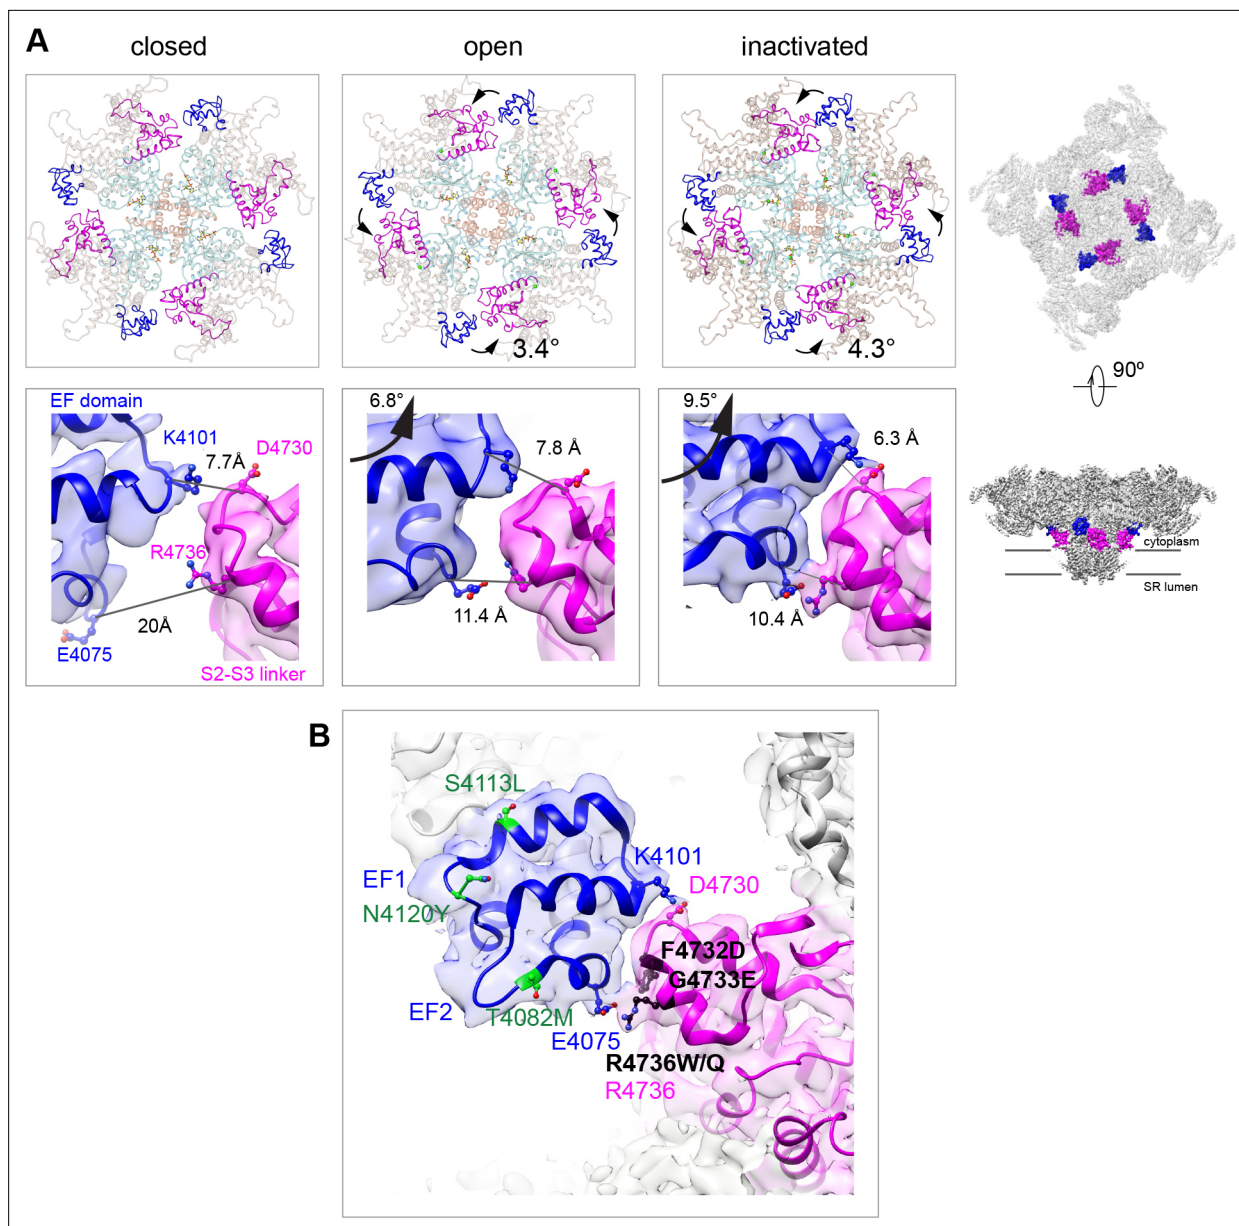 A
closed
open
inactivated
3.4°
4.3°
90º
EF domain
K4101
7.7Å
D4730
R4736
20Å
E4075
S2-S3 linker
6.8°
7.8 Å
11.4 Å
9.5°
6.3 Å
10.4 Å
cytoplasm
SR lumen
B
S4113L
K4101
EF1
D4730
N4120Y
F4732D
G4733E
EF2
T4082M
E4075
R4736W/Q
R4736